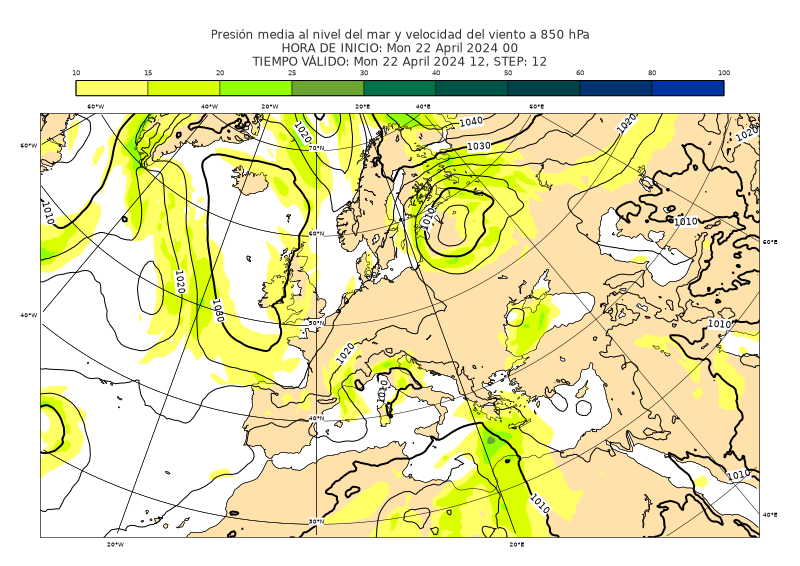 Presión media al nivel del mar y velocidad del viento a 850 hPa
HORA DE INICIO: Mon 22 April 2024 00
TIEMPO VÁLIDO: Mon 22 April 2024 12, STEP: 12
10 15 20 25 30 40 50 60 80 100
60°W 40°W 20°W 20°E 40°E 60°E
1040
1020
1020
1020
60°W
70°N
1030
1010
1010
1010
60°N
60°E
1020
1030
40°W
50°N
1010
1020
1010
40°N
1010
1010
30°N
40°E
20°W
20°E